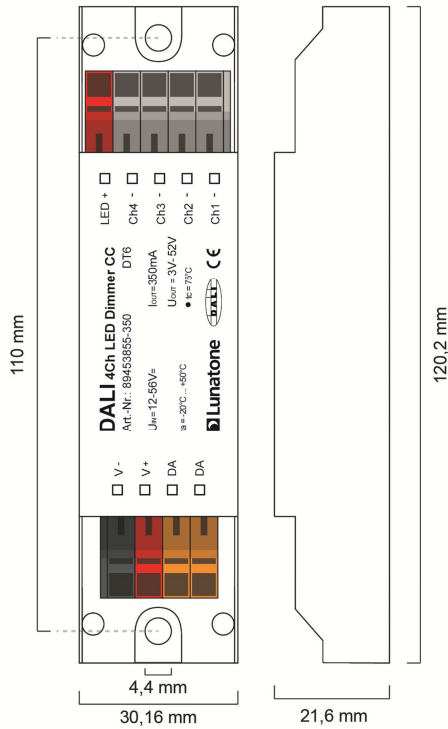 LED +
Ch4 -
Ch3 -
Ch2 -
Ch1 -
DALI 4Ch LED Dimmer CC
Art.-Nr.: 89453855-350 DT6
UIN=12-56V= IOUT=350mA
UOUT = 3V- 52V
ta = -20°C ... +50°C • tc = 75°C
Lunatone DALI CE
V -
V +
DA
DA
110 mm
120,2 mm
4,4 mm
30,16 mm
21,6 mm